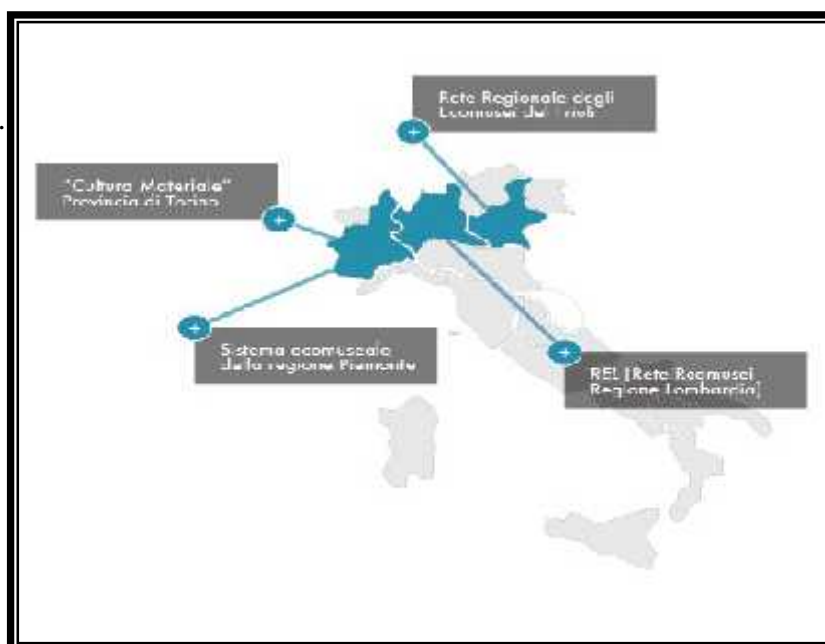 Rete Regionale degli
Ecomusei del Friuli
"Cultura Materiale"
Provincia di Torino
Sistema ecomuseale
della regione Piemonte
REL [Rete Ecomusei
Regione Lombardia]